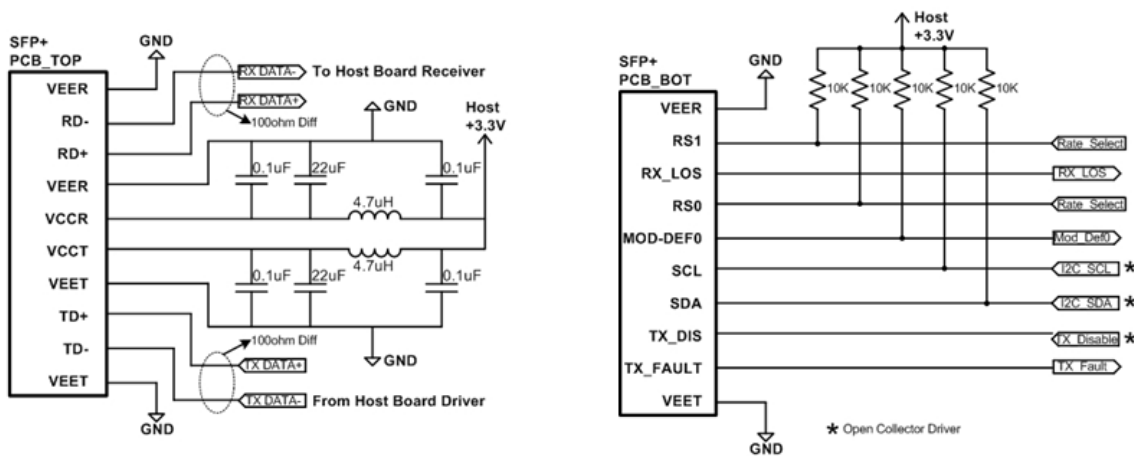 SFP+
PCB_TOP
GND
VEER
RX DATA-
To Host Board Receiver
RD-
RX DATA+
100ohm Diff
GND
Host
+3.3V
RD+
VEER
0.1uF
22uF
0.1uF
4.7uH
VCCR
VCCT
4.7uH
VEET
0.1uF
22uF
0.1uF
TD+
100ohm Diff
GND
TD-
TX DATA+
VEET
TX DATA-
From Host Board Driver
GND
Host
+3.3V
SFP+
PCB_BOT
GND
10K
10K
10K
10K
10K
VEER
RS1
Rate_Select
RX_LOS
RX_LOS
RS0
Rate_Select
MOD-DEF0
Mod_Def0
SCL
I2C_SCL *
SDA
I2C_SDA *
TX_DIS
TX_Disable *
TX_FAULT
TX_Fault
VEET
GND
* Open Collector Driver